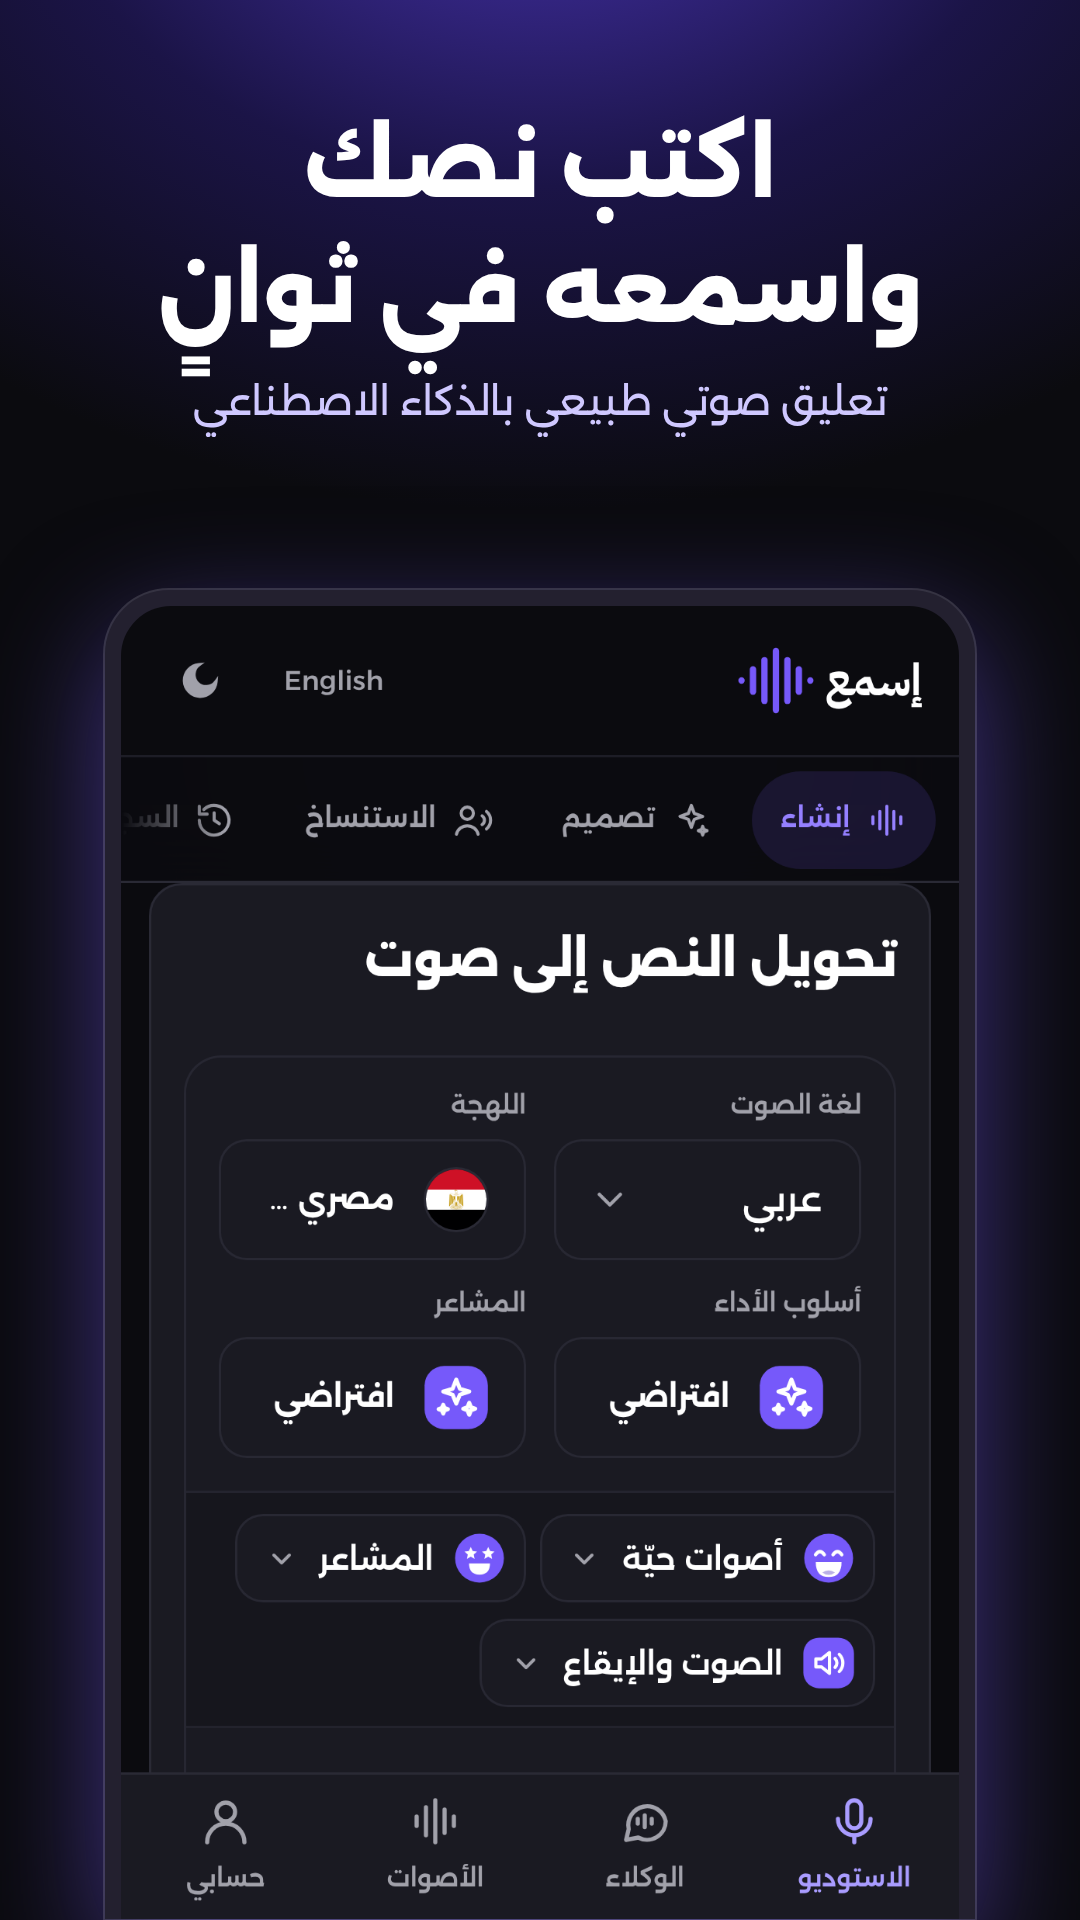 اكتب نصك
واسمعه في ثوانٍ
تعليق صوتي طبيعي بالذكاء الاصطناعي
إسمع
English
إنشاء
تصميم
الاستنساخ
تحويل النص إلى صوت
لغة الصوت
اللهجة
عربي
مصري ...
أسلوب الأداء
المشاعر
افتراضي
افتراضي
أصوات حيّة
المشاعر
الصوت والإيقاع
الاستوديو
الوكلاء
الأصوات
حسابي